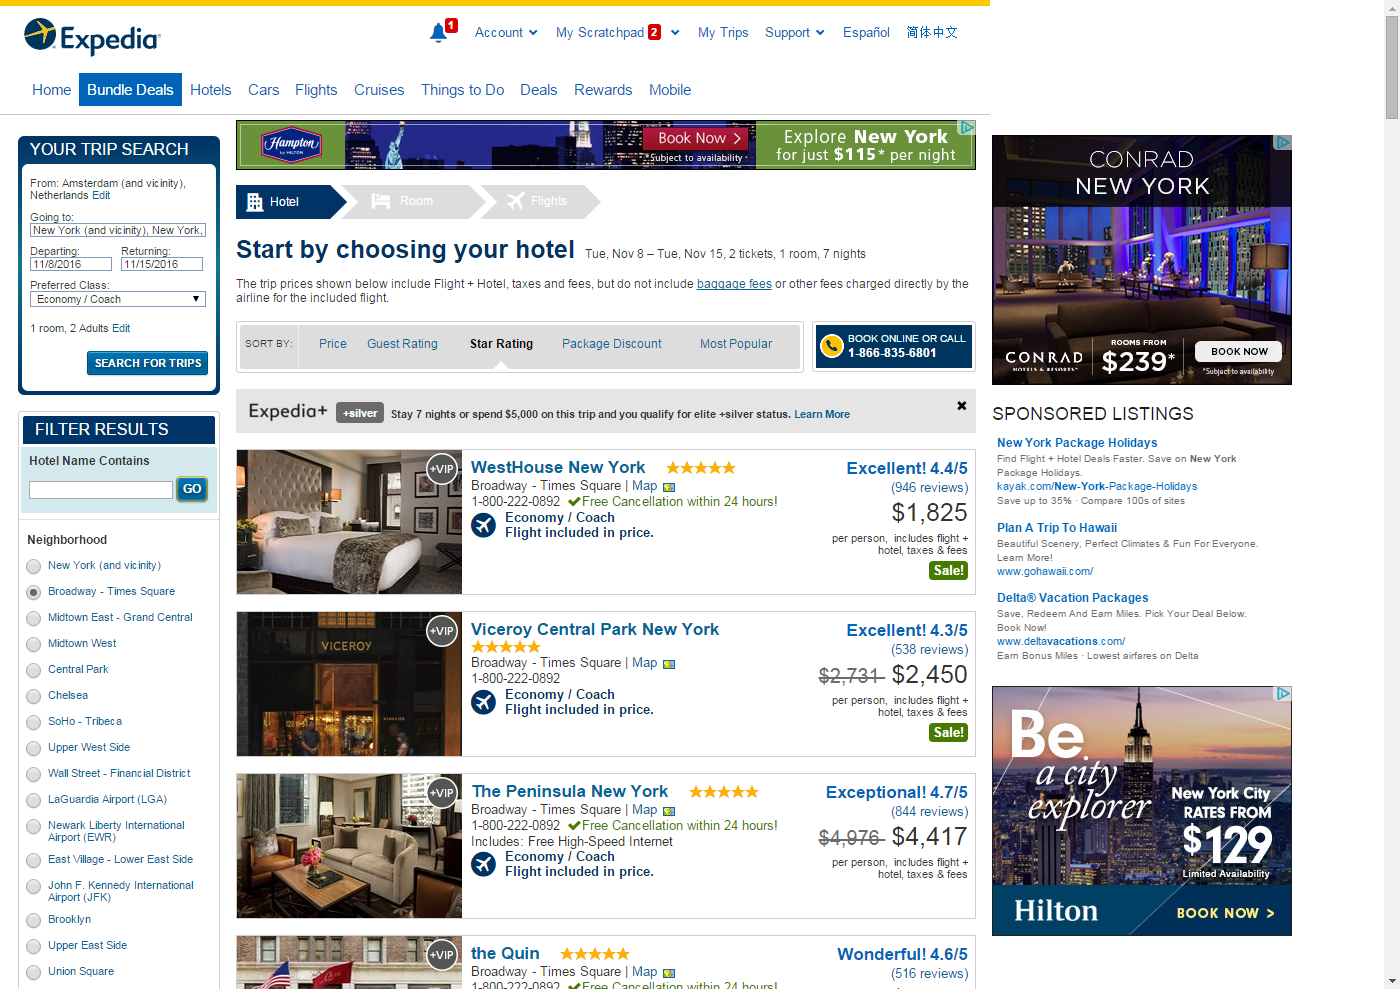 Expedia
1
Account
My Scratchpad 2
My Trips
Support
Español
简体中文
Home
Bundle Deals
Hotels
Cars
Flights
Cruises
Things to Do
Deals
Rewards
Mobile
YOUR TRIP SEARCH
From: Amsterdam (and vicinity),
Netherlands Edit
Going to:
New York (and vicinity), New York,
Departing:
Returning:
11/8/2016
11/15/2016
Preferred Class:
Economy / Coach
1 room, 2 Adults Edit
SEARCH FOR TRIPS
FILTER RESULTS
Hotel Name Contains
GO
Neighborhood
New York (and vicinity)
Broadway - Times Square
Midtown East - Grand Central
Midtown West
Central Park
Chelsea
SoHo - Tribeca
Upper West Side
Wall Street - Financial District
LaGuardia Airport (LGA)
Newark Liberty International
Airport (EWR)
East Village - Lower East Side
John F. Kennedy International
Airport (JFK)
Brooklyn
Upper East Side
Union Square
Hampton
by HILTON
Book Now >
Subject to availability
Explore New York
for just $115* per night
Hotel
Room
Flights
Start by choosing your hotel
Tue, Nov 8 – Tue, Nov 15, 2 tickets, 1 room, 7 nights
The trip prices shown below include Flight + Hotel, taxes and fees, but do not include baggage fees or other fees charged directly by the
airline for the included flight.
SORT BY:
Price
Guest Rating
Star Rating
Package Discount
Most Popular
BOOK ONLINE OR CALL
1-866-835-6801
Expedia+
+silver
Stay 7 nights or spend $5,000 on this trip and you qualify for elite +silver status. Learn More
+VIP
WestHouse New York
Broadway - Times Square | Map
1-800-222-0892 Free Cancellation within 24 hours!
Economy / Coach
Flight included in price.
Excellent! 4.4/5
(946 reviews)
$1,825
per person, includes flight +
hotel, taxes & fees
Sale!
VICEROY
+VIP
Viceroy Central Park New York
Broadway - Times Square | Map
1-800-222-0892
Economy / Coach
Flight included in price.
Excellent! 4.3/5
(538 reviews)
$2,731 $2,450
per person, includes flight +
hotel, taxes & fees
Sale!
+VIP
The Peninsula New York
Broadway - Times Square | Map
1-800-222-0892 Free Cancellation within 24 hours!
Includes: Free High-Speed Internet
Economy / Coach
Flight included in price.
Exceptional! 4.7/5
(844 reviews)
$4,976 $4,417
per person, includes flight +
hotel, taxes & fees
+VIP
the Quin
Broadway - Times Square | Map
1-800-222-0892 Free Cancellation within 24 hours!
Wonderful! 4.6/5
(516 reviews)
CONRAD
NEW YORK
CONRAD
HOTELS & RESORTS
ROOMS FROM
$239*
BOOK NOW
*Subject to availability
SPONSORED LISTINGS
New York Package Holidays
Find Flight + Hotel Deals Faster. Save on New York
Package Holidays.
kayak.com/New-York-Package-Holidays
Save up to 35% · Compare 100s of sites
Plan A Trip To Hawaii
Beautiful Scenery, Perfect Climates & Fun For Everyone.
Learn More!
www.gohawaii.com/
Delta® Vacation Packages
Save, Redeem And Earn Miles. Pick Your Deal Below.
Book Now!
www.deltavacations.com/
Earn Bonus Miles · Lowest airfares on Delta
Be
a city
explorer
New York City
RATES FROM
$129
Limited Availability
Hilton
BOOK NOW >